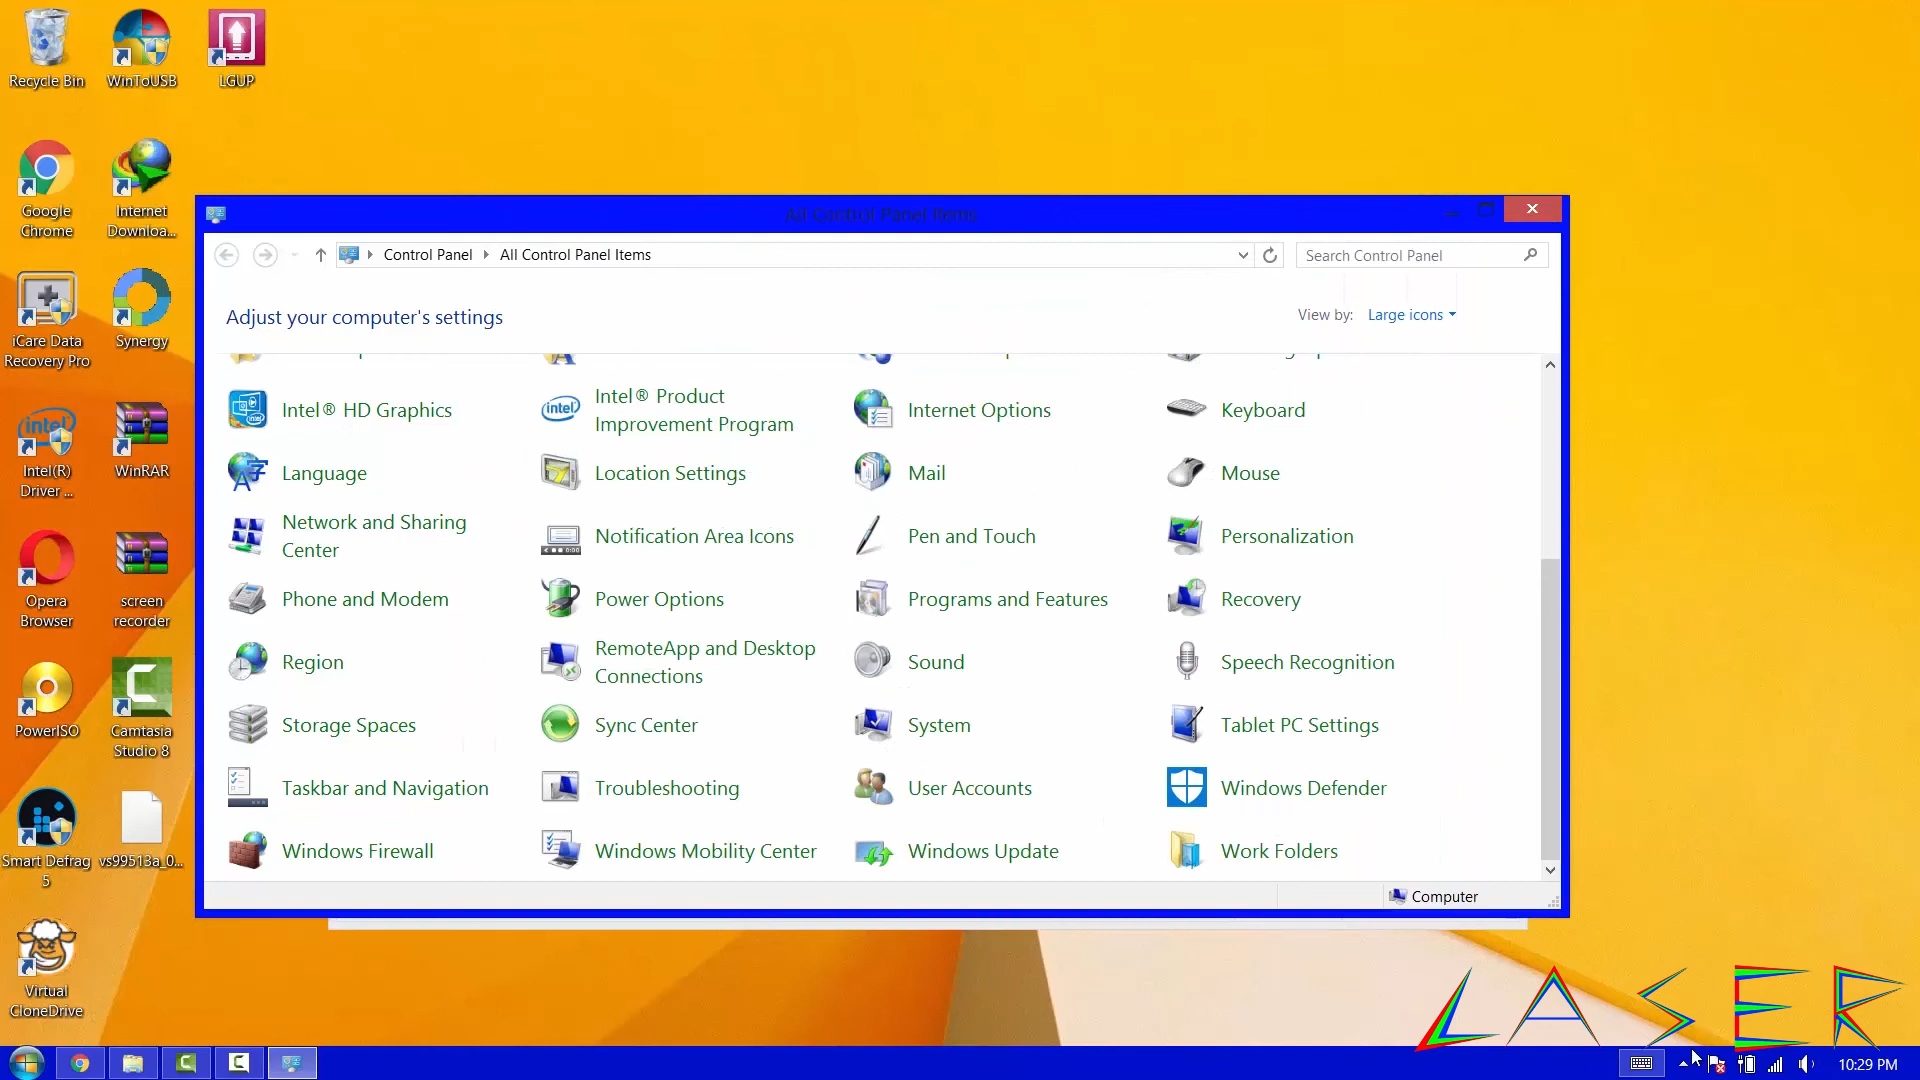 Recycle Bin
WinToUSB
LGUP
Google
Chrome
Internet
Downloa...
iCare Data
Recovery Pro
Synergy
Intel(R)
Driver ...
WinRAR
Opera
Browser
screen
recorder
PowerISO
Camtasia
Studio 8
Smart Defrag
5
vs99513a_0...
Virtual
CloneDrive
All Control Panel Items
Control Panel
All Control Panel Items
Search Control Panel
Adjust your computer's settings
View by:
Large icons
Intel® HD Graphics
Intel® Product
Improvement Program
Internet Options
Keyboard
Language
Location Settings
Mail
Mouse
Network and Sharing
Center
Notification Area Icons
Pen and Touch
Personalization
Phone and Modem
Power Options
Programs and Features
Recovery
Region
RemoteApp and Desktop
Connections
Sound
Speech Recognition
Storage Spaces
Sync Center
System
Tablet PC Settings
Taskbar and Navigation
Troubleshooting
User Accounts
Windows Defender
Windows Firewall
Windows Mobility Center
Windows Update
Work Folders
Computer
LASER
10:29 PM